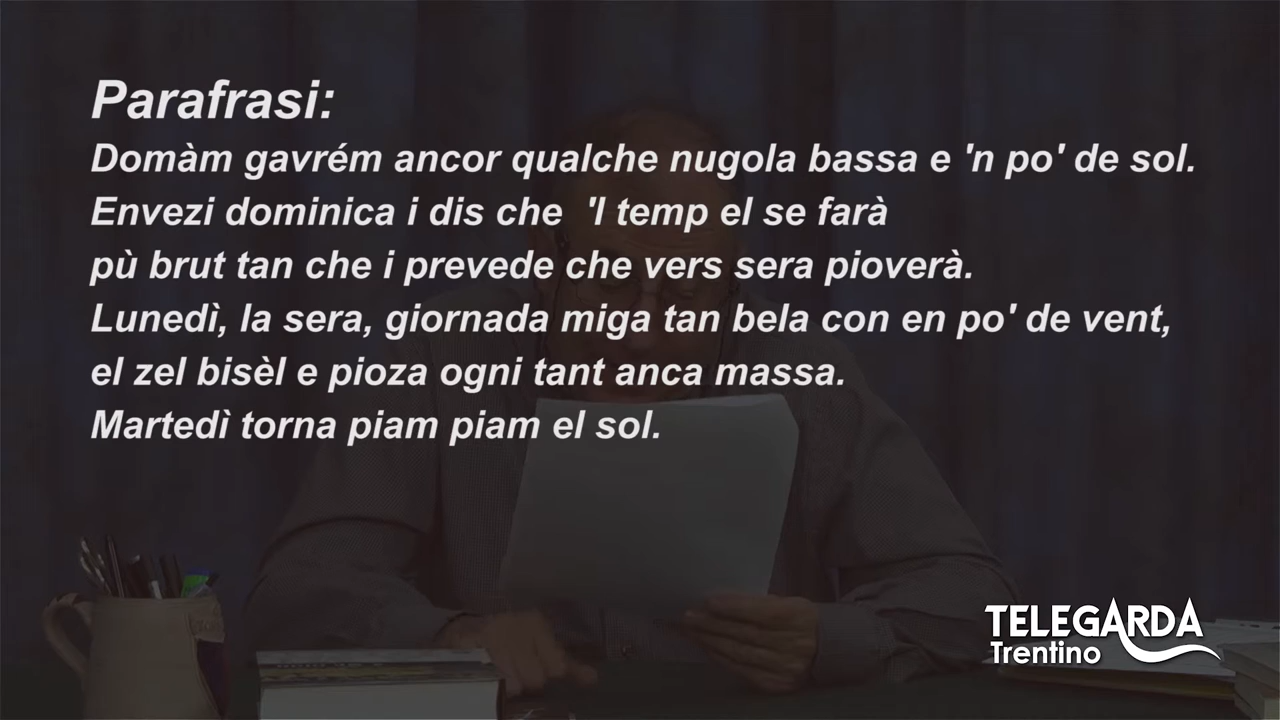 Parafrasi:
Domàm gavrém ancor qualche nugola bassa e 'n po' de sol.
Envezi dominica i dis che 'l temp el se farà
pù brut tan che i prevede che vers sera pioverà.
Lunedì, la sera, giornada miga tan bela con en po' de vent,
el zel bisèl e pioza ogni tant anca massa.
Martedì torna piam piam el sol.
TELEGARDA
Trentino